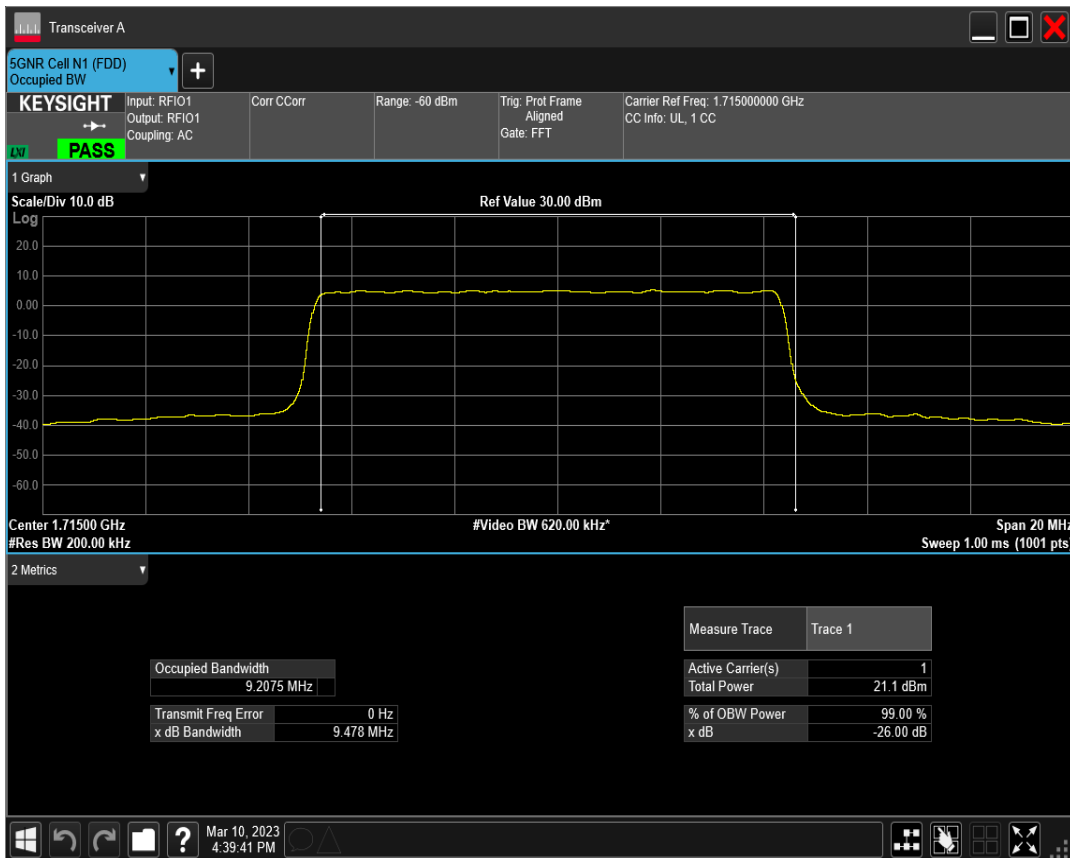 Transceiver A
5GNR Cell N1 (FDD)
Occupied BW
KEYSIGHT
LXI
PASS
Input: RFIO1
Output: RFIO1
Coupling: AC
Corr CCorr
Range: -60 dBm
Trig: Prot Frame
Aligned
Gate: FFT
Carrier Ref Freq: 1.715000000 GHz
CC Info: UL, 1 CC
1 Graph
Scale/Div 10.0 dB
Ref Value 30.00 dBm
Log
20.0
10.0
0.00
-10.0
-20.0
-30.0
-40.0
-50.0
-60.0
Center 1.71500 GHz
#Video BW 620.00 kHz*
Span 20 MHz
#Res BW 200.00 kHz
Sweep 1.00 ms (1001 pts)
2 Metrics
Measure Trace Trace 1
Occupied Bandwidth
9.2075 MHz
Active Carrier(s) 1
Total Power 21.1 dBm
Transmit Freq Error 0 Hz
x dB Bandwidth 9.478 MHz
% of OBW Power 99.00 %
x dB -26.00 dB
?
Mar 10, 2023
4:39:41 PM